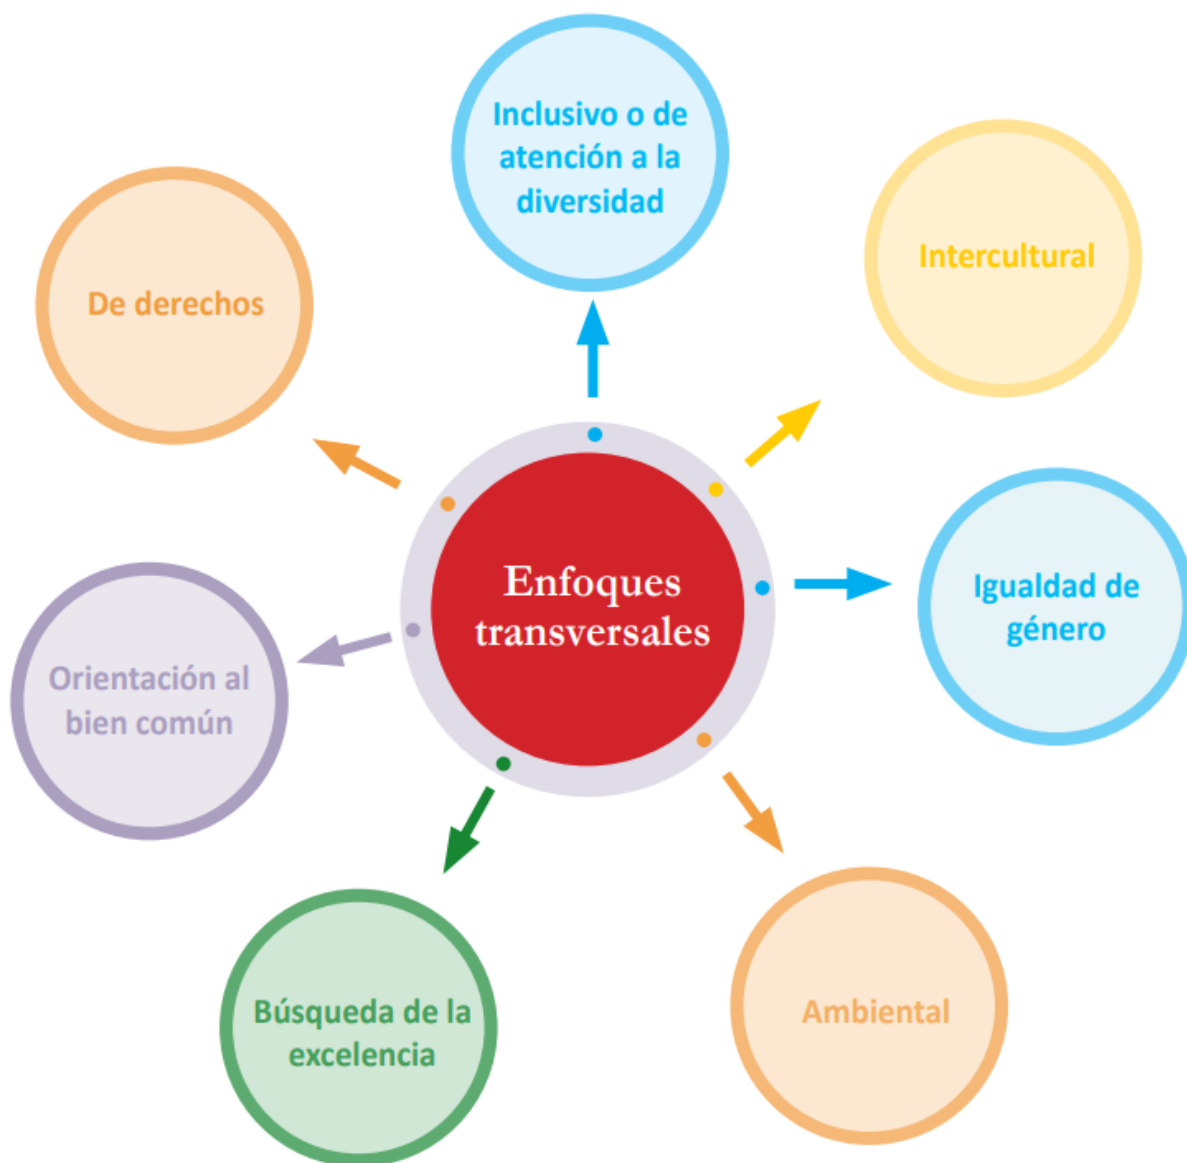 Inclusivo o de
atención a la
diversidad
Intercultural
De derechos
Igualdad de
género
Enfoques
transversales
Orientación al
bien común
Búsqueda de la
excelencia
Ambiental